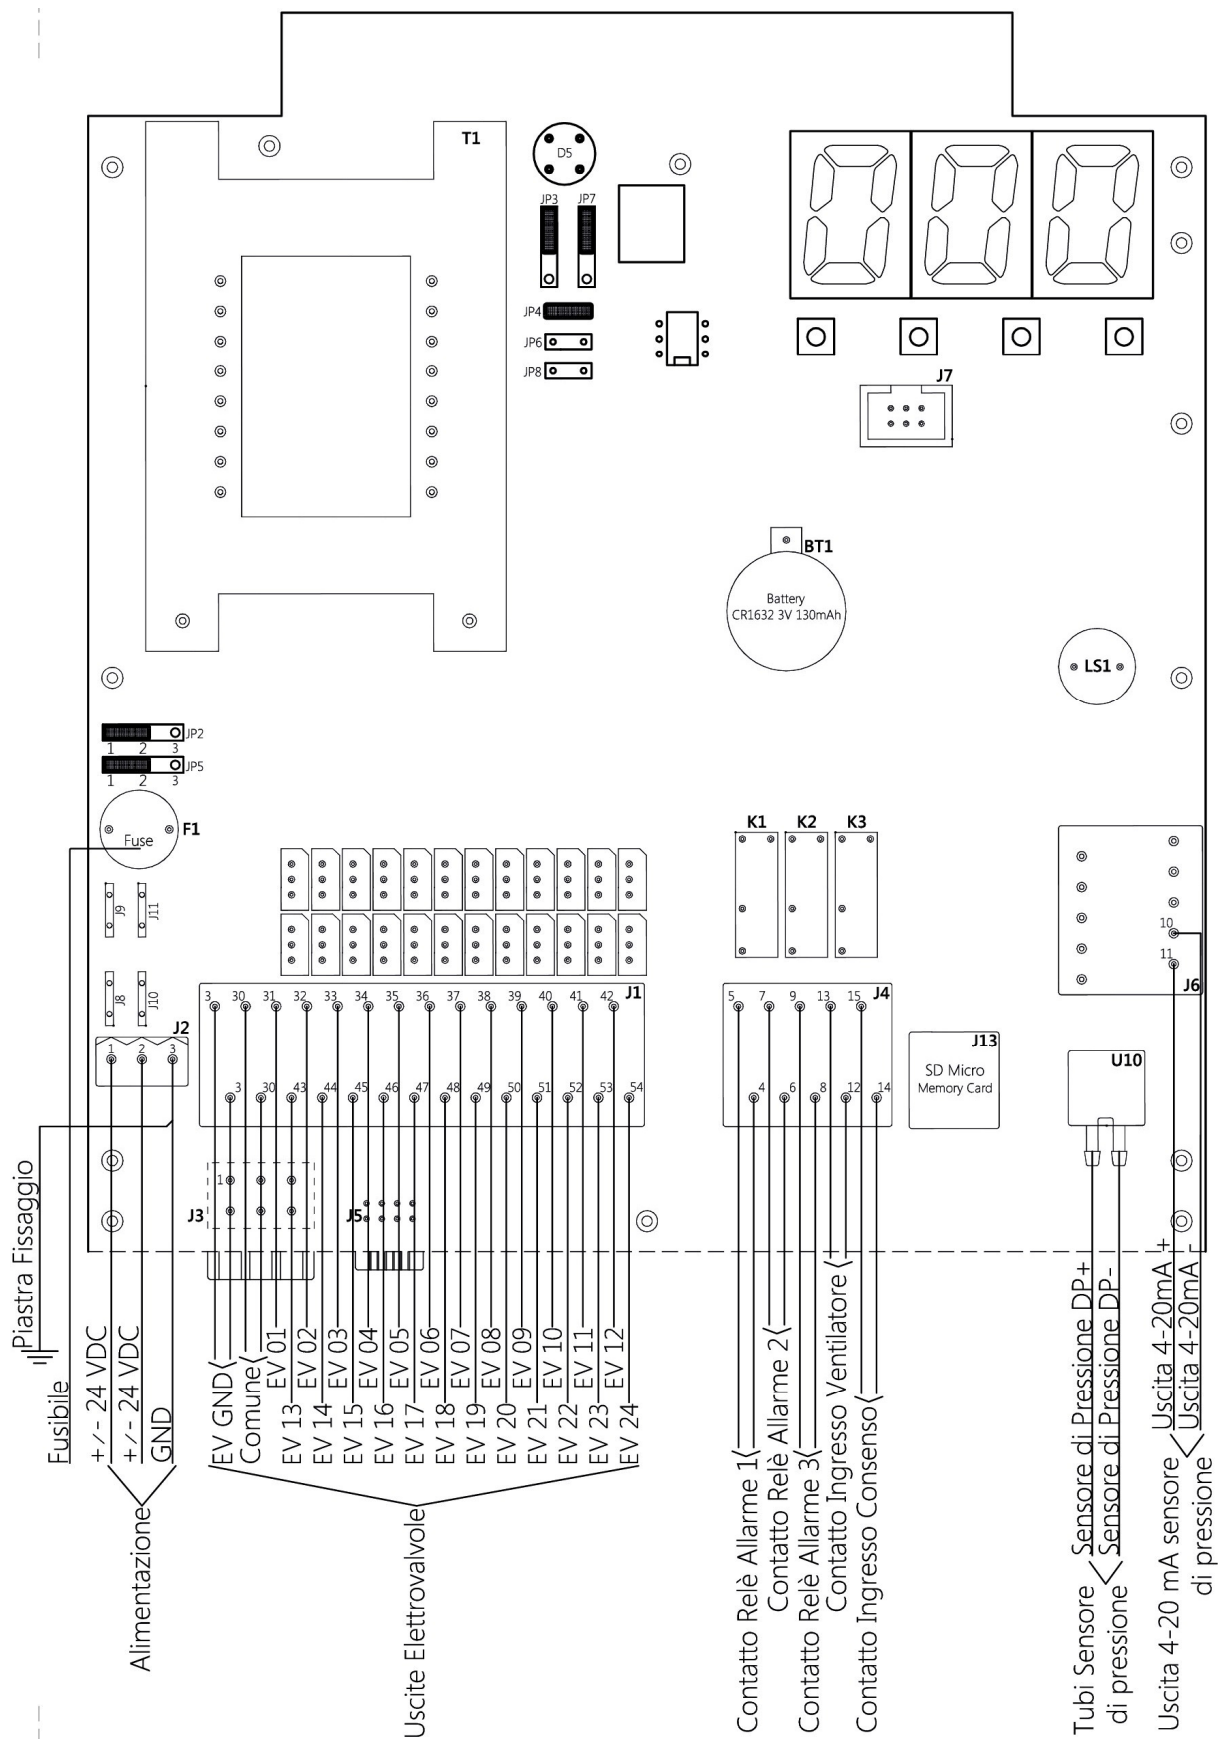 T1
D5
JP3
JP7
JP4
JP6
JP8
J7
BT1
Battery
CR1632 3V 130mAh
LS1
JP2
1 2 3
JP5
1 2 3
F1
Fuse
K1
K2
K3
J9
J11
J8
J10
J2
1 2 3
J1
3 30 31 32 33 34 35 36 37 38 39 40 41 42
3 30 43 44 45 46 47 48 49 50 51 52 53 54
J4
5 7 9 13 15
4 6 8 12 14
J13
SD Micro
Memory Card
10
11
J6
U10
J3
1
J5
Piastra Fissaggio
Fusibile
+/- 24 VDC
+/- 24 VDC
GND
Alimentazione
EV GND
Comune
EV 01
EV 13
EV 02
EV 14
EV 03
EV 15
EV 04
EV 16
EV 05
EV 17
EV 06
EV 18
EV 07
EV 19
EV 08
EV 20
EV 09
EV 21
EV 10
EV 22
EV 11
EV 23
EV 12
EV 24
Uscite Elettrovalvole
Contatto Relè Allarme 1
Contatto Relè Allarme 2
Contatto Relè Allarme 3
Contatto Ingresso Ventilatore
Contatto Ingresso Consenso
Sensore di Pressione DP+
Sensore di Pressione DP-
Tubi Sensore
di pressione
Uscita 4-20mA +
Uscita 4-20mA -
Uscita 4-20 mA sensore
di pressione